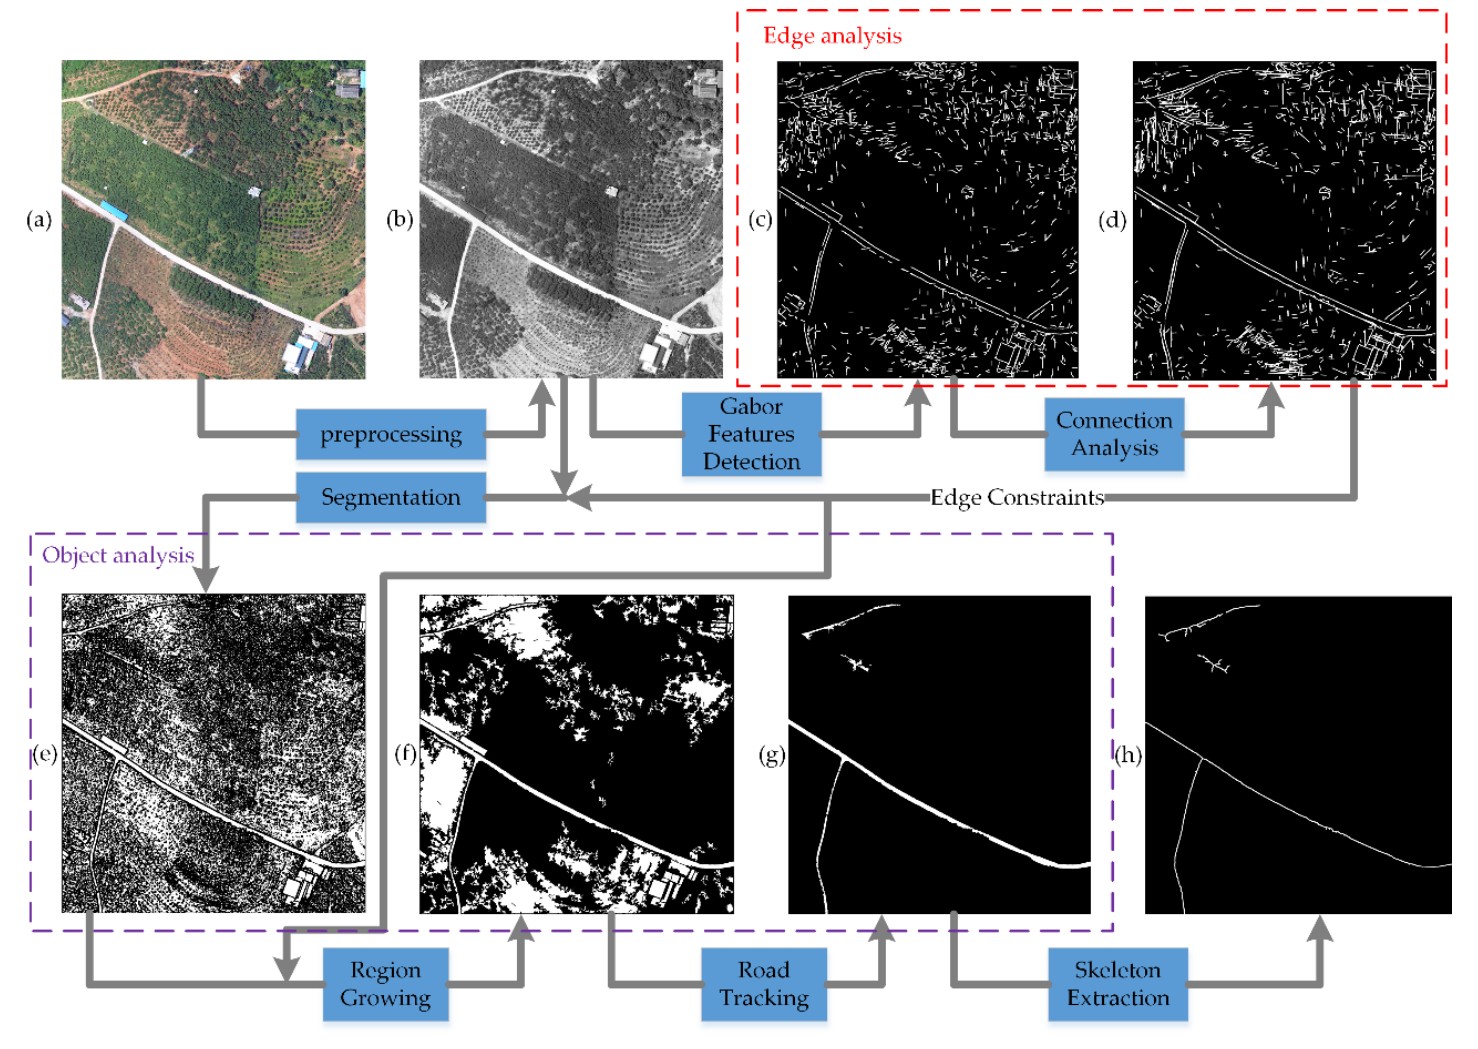 Edge analysis
(a)
(b)
(c)
(d)
preprocessing
Gabor
Features
Detection
Connection
Analysis
Segmentation
Edge Constraints
Object analysis
(e)
(f)
(g)
(h)
Region
Growing
Road
Tracking
Skeleton
Extraction